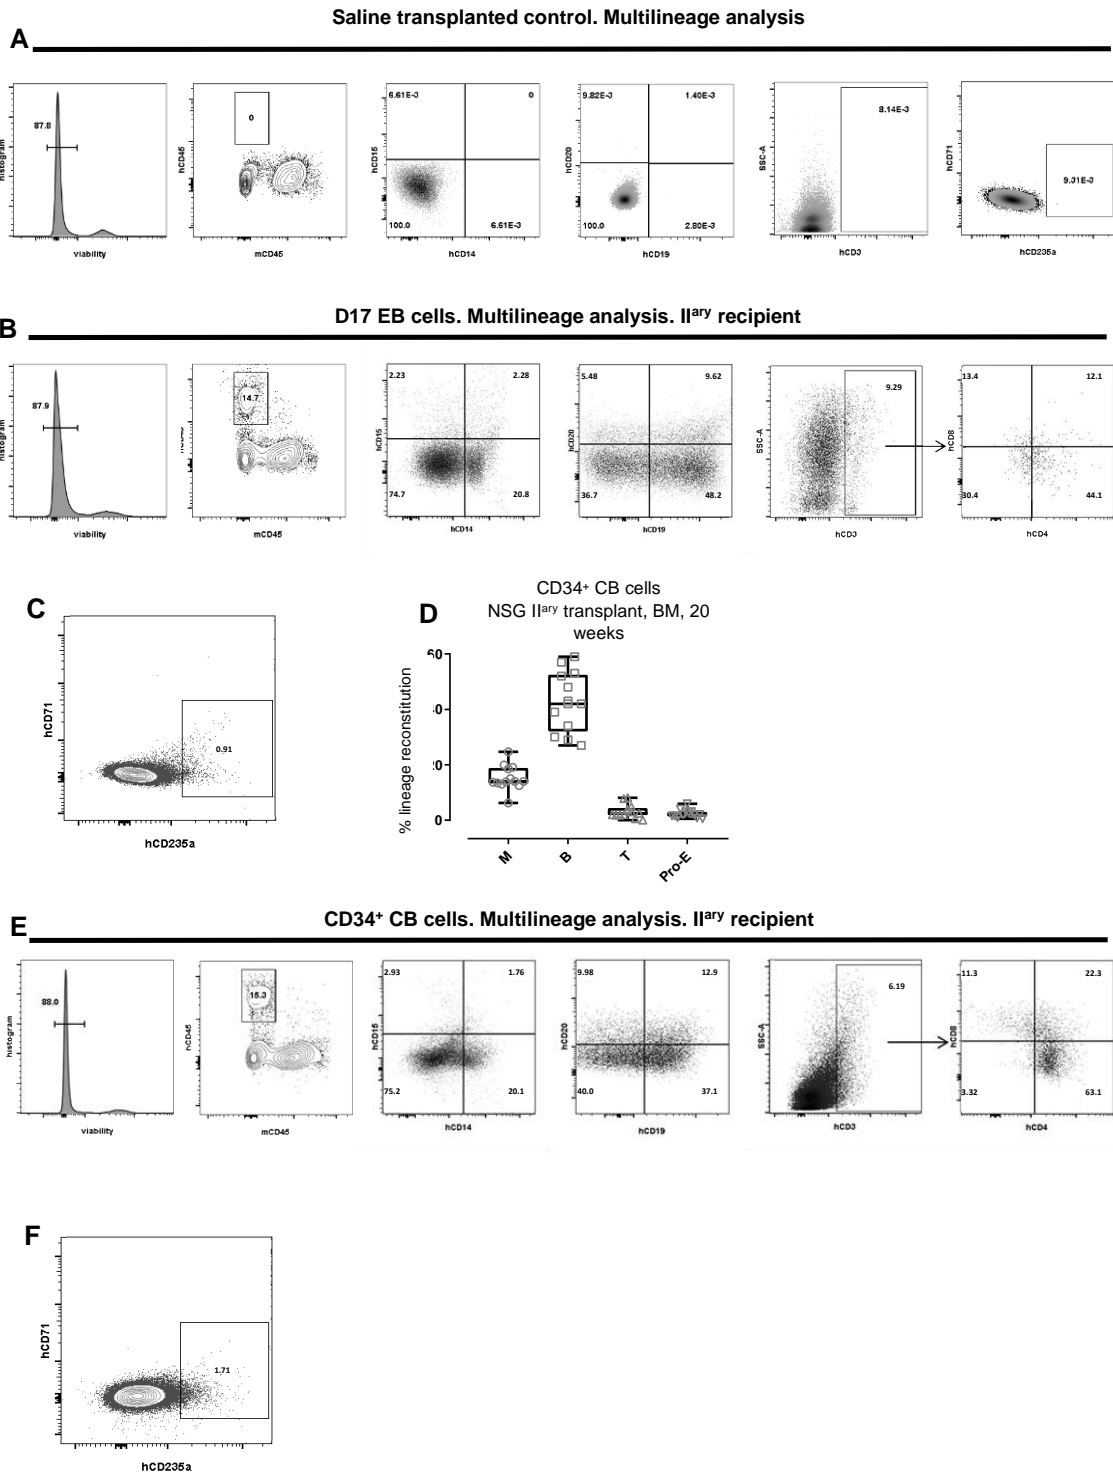 Saline transplanted control. Multilineage analysis
A
87.8
histogram
viability
0
hCD45
mCD45
6.61E-3
0
100.0
6.61E-3
hCD15
hCD14
9.82E-3
1.40E-3
100.0
2.80E-3
hCD20
hCD19
8.14E-3
SSC-A
hCD3
9.31E-3
hCD71
hCD235a
D17 EB cells. Multilineage analysis. IIary recipient
B
87.9
histogram
viability
14.7
mCD45
2.23
2.28
74.7
20.8
hCD15
hCD14
5.48
9.62
36.7
48.2
hCD20
hCD19
9.29
SSC-A
hCD3
13.4
12.1
30.4
44.1
hCD8
hCD4
C
0.91
hCD71
hCD235a
D
CD34+ CB cells
NSG IIary transplant, BM, 20
weeks
% lineage reconstitution
20
0
M
B
T
Pro-E
CD34+ CB cells. Multilineage analysis. IIary recipient
E
88.0
histogram
viability
15.3
hCD45
mCD45
2.93
1.76
75.2
20.1
hCD15
hCD14
9.98
12.9
40.0
37.1
hCD20
hCD19
6.19
SSC-A
hCD3
11.3
22.3
3.32
63.1
hCD8
hCD4
F
1.71
hCD71
hCD235a